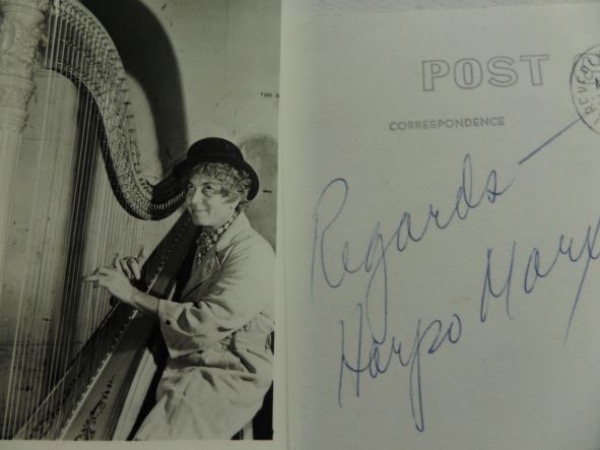 POST
CORRESPONDENCE
Regards —
Harpo Marx